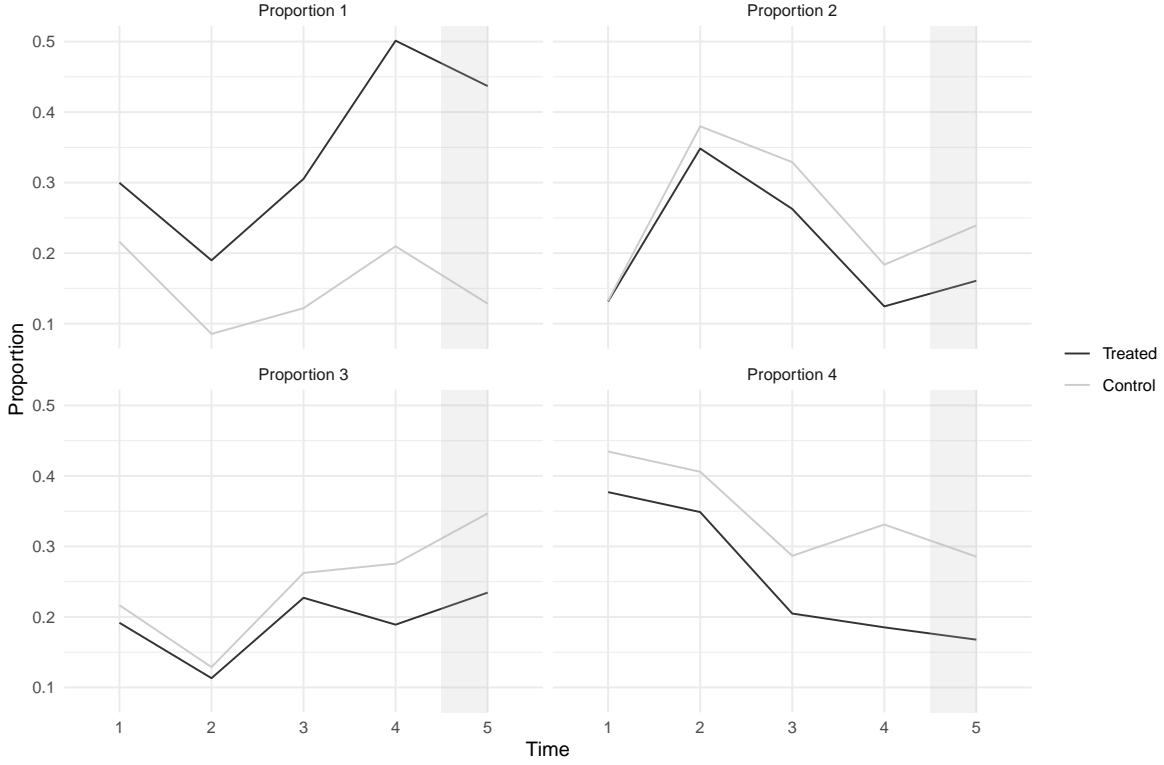 Proportion 1
Proportion 2
0.5
0.4
0.3
0.2
0.1
Proportion 3
Proportion 4
0.5
0.4
0.3
0.2
0.1
1 2 3 4 5
1 2 3 4 5
Time
Proportion
Treated
Control